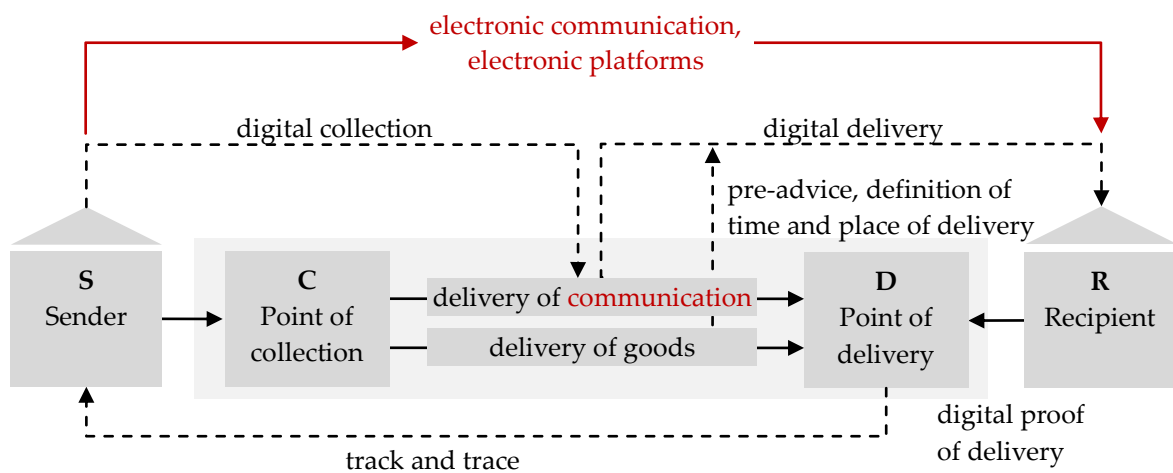 electronic communication,
electronic platforms
digital collection
digital delivery
pre-advice, definition of
time and place of delivery
S
Sender
C
Point of
collection
delivery of communication
delivery of goods
D
Point of
delivery
R
Recipient
digital proof
of delivery
track and trace